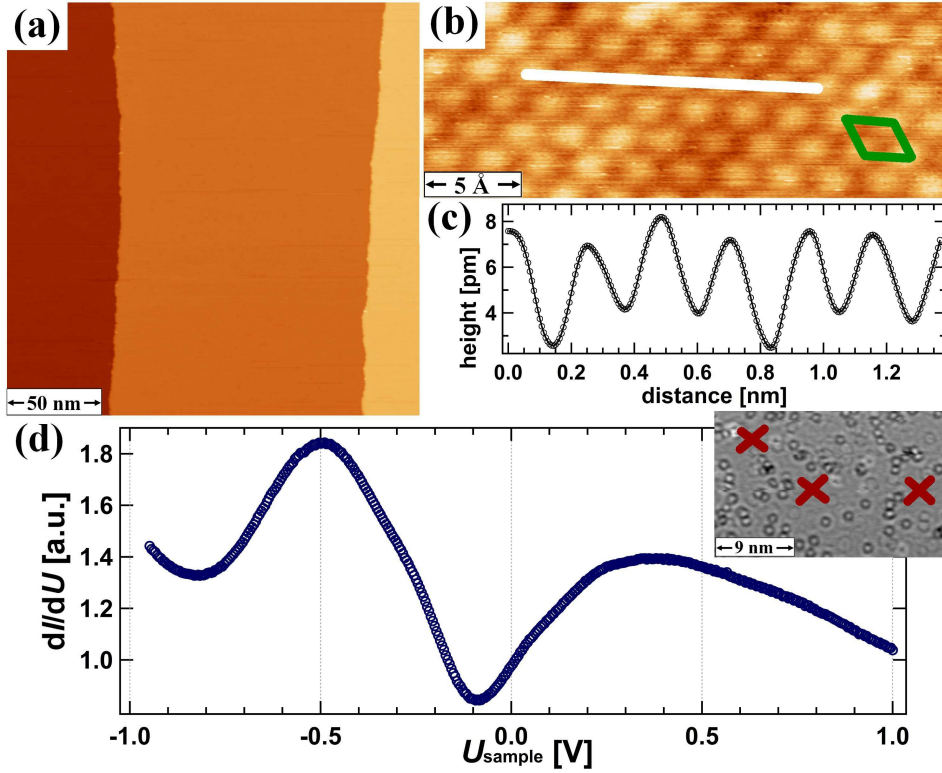 (a)
50 nm
(b)
5 Å
(c)
height [pm]
8
6
4
0.0 0.2 0.4 0.6 0.8 1.0 1.2
distance [nm]
(d)
dI/dU [a.u.]
1.8
1.6
1.4
1.2
1.0
9 nm
-1.0 -0.5 0.0 0.5 1.0
Usample [V]